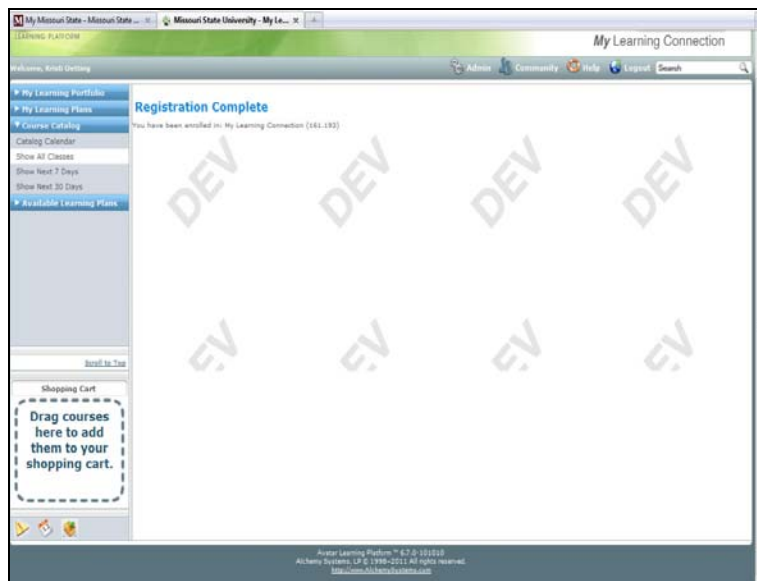 My Missouri State - Missouri State ...
Missouri State University - My Le...
LEARNING PLATFORM
My Learning Connection
Welcome, Kristi Oetting
Admin Community Help Logout Search
My Learning Portfolio
My Learning Plans
Course Catalog
Catalog Calendar
Show All Classes
Show Next 7 Days
Show Next 30 Days
Available Learning Plans
Registration Complete
You have been enrolled in: My Learning Connection (161.193)
DEV DEV DEV DEV
EV EV EV EV
Scroll to Top
Shopping Cart
Drag courses
here to add
them to your
shopping cart.
Avatar Learning Platform ™ 6.7.0-101010
Alchemy Systems, LP © 1998-2011 All rights reserved.
http://www.AlchemySystems.com